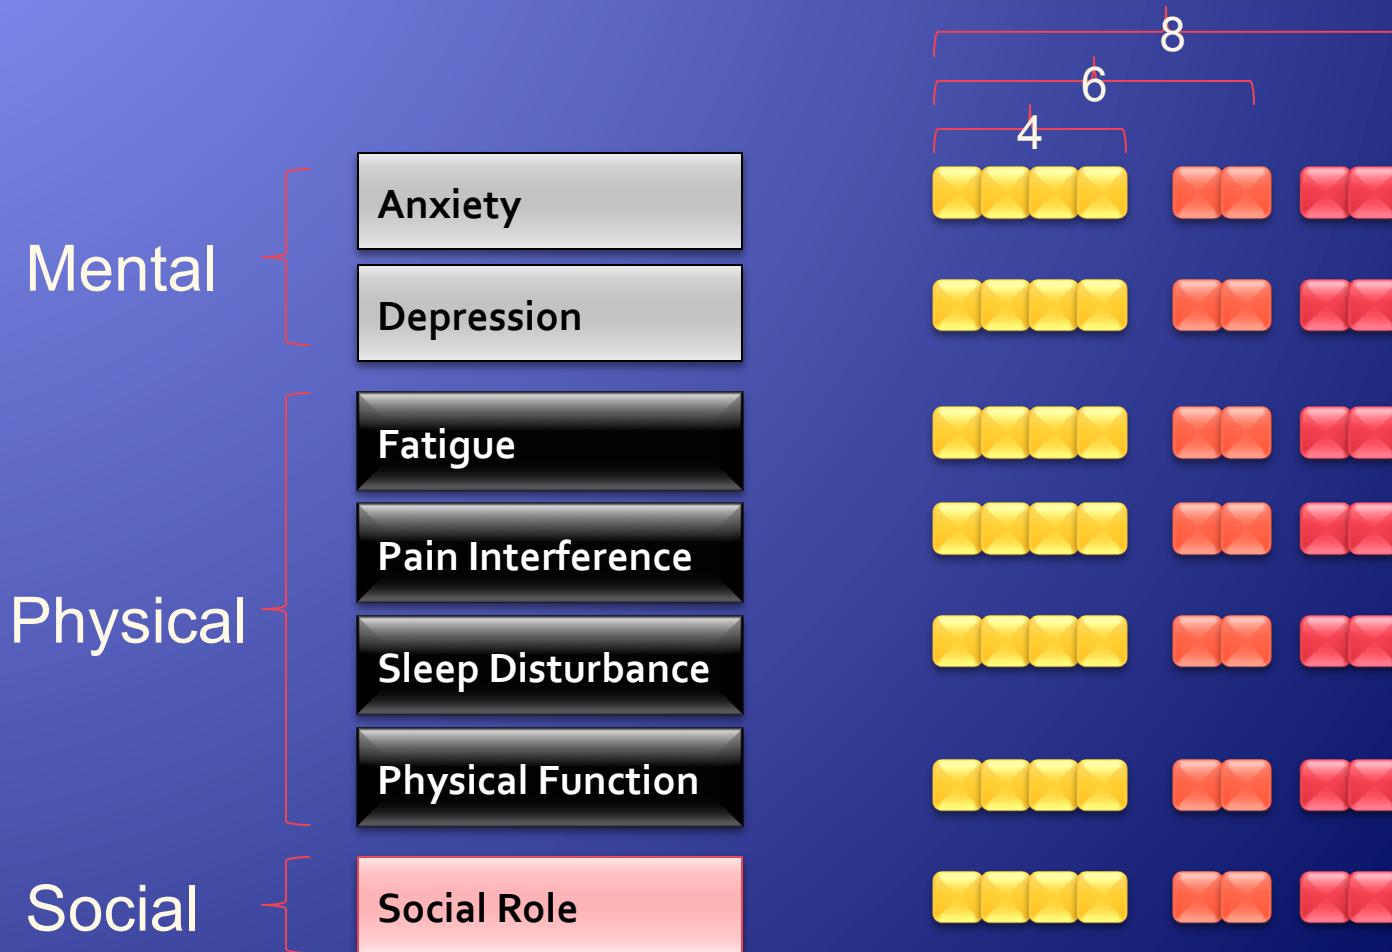 8
6
4
Mental
Anxiety
Depression
Physical
Fatigue
Pain Interference
Sleep Disturbance
Physical Function
Social
Social Role